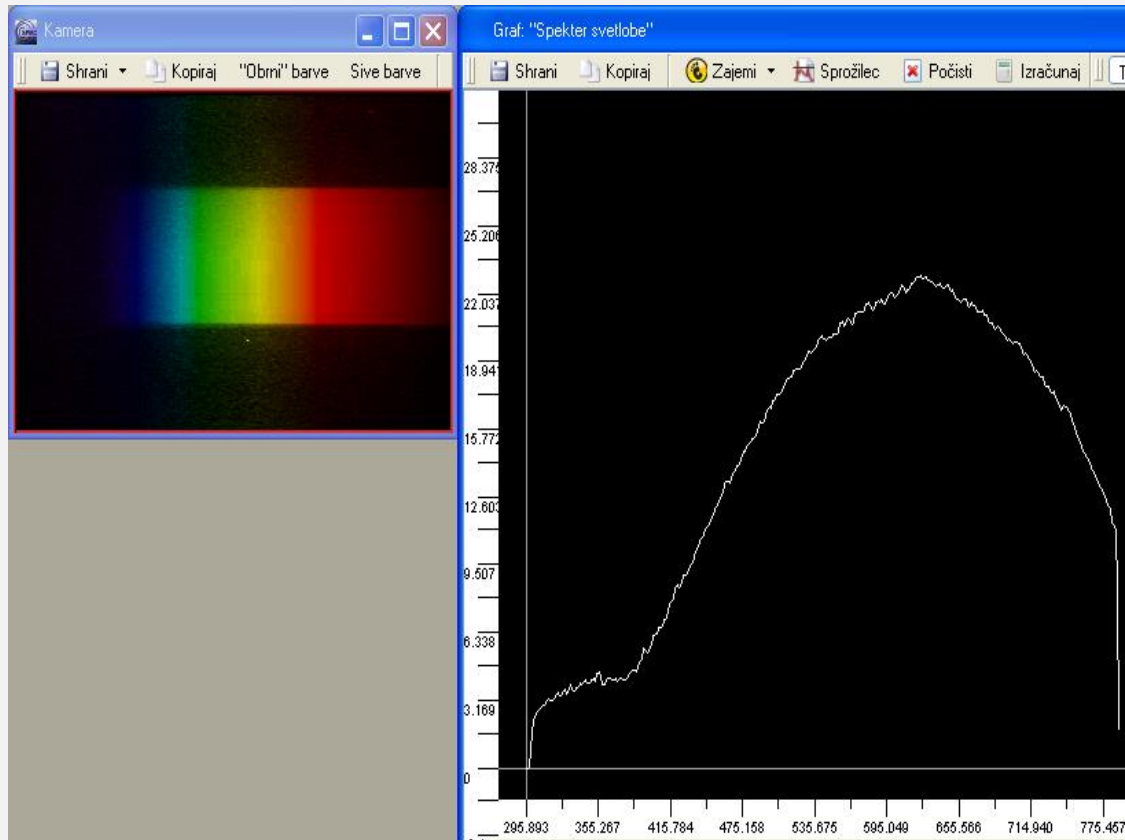 Kamera
Shrani Kopiraj "Obrni" barve Sive barve
Graf: "Spekter svetlobe"
Shrani Kopiraj Zajemi Sprožilec Počisti Izračunaj T
28.375
25.206
22.037
18.941
15.772
12.603
9.507
6.338
3.169
0
295.893 355.267 415.784 475.158 535.675 595.049 655.566 714.940 775.457